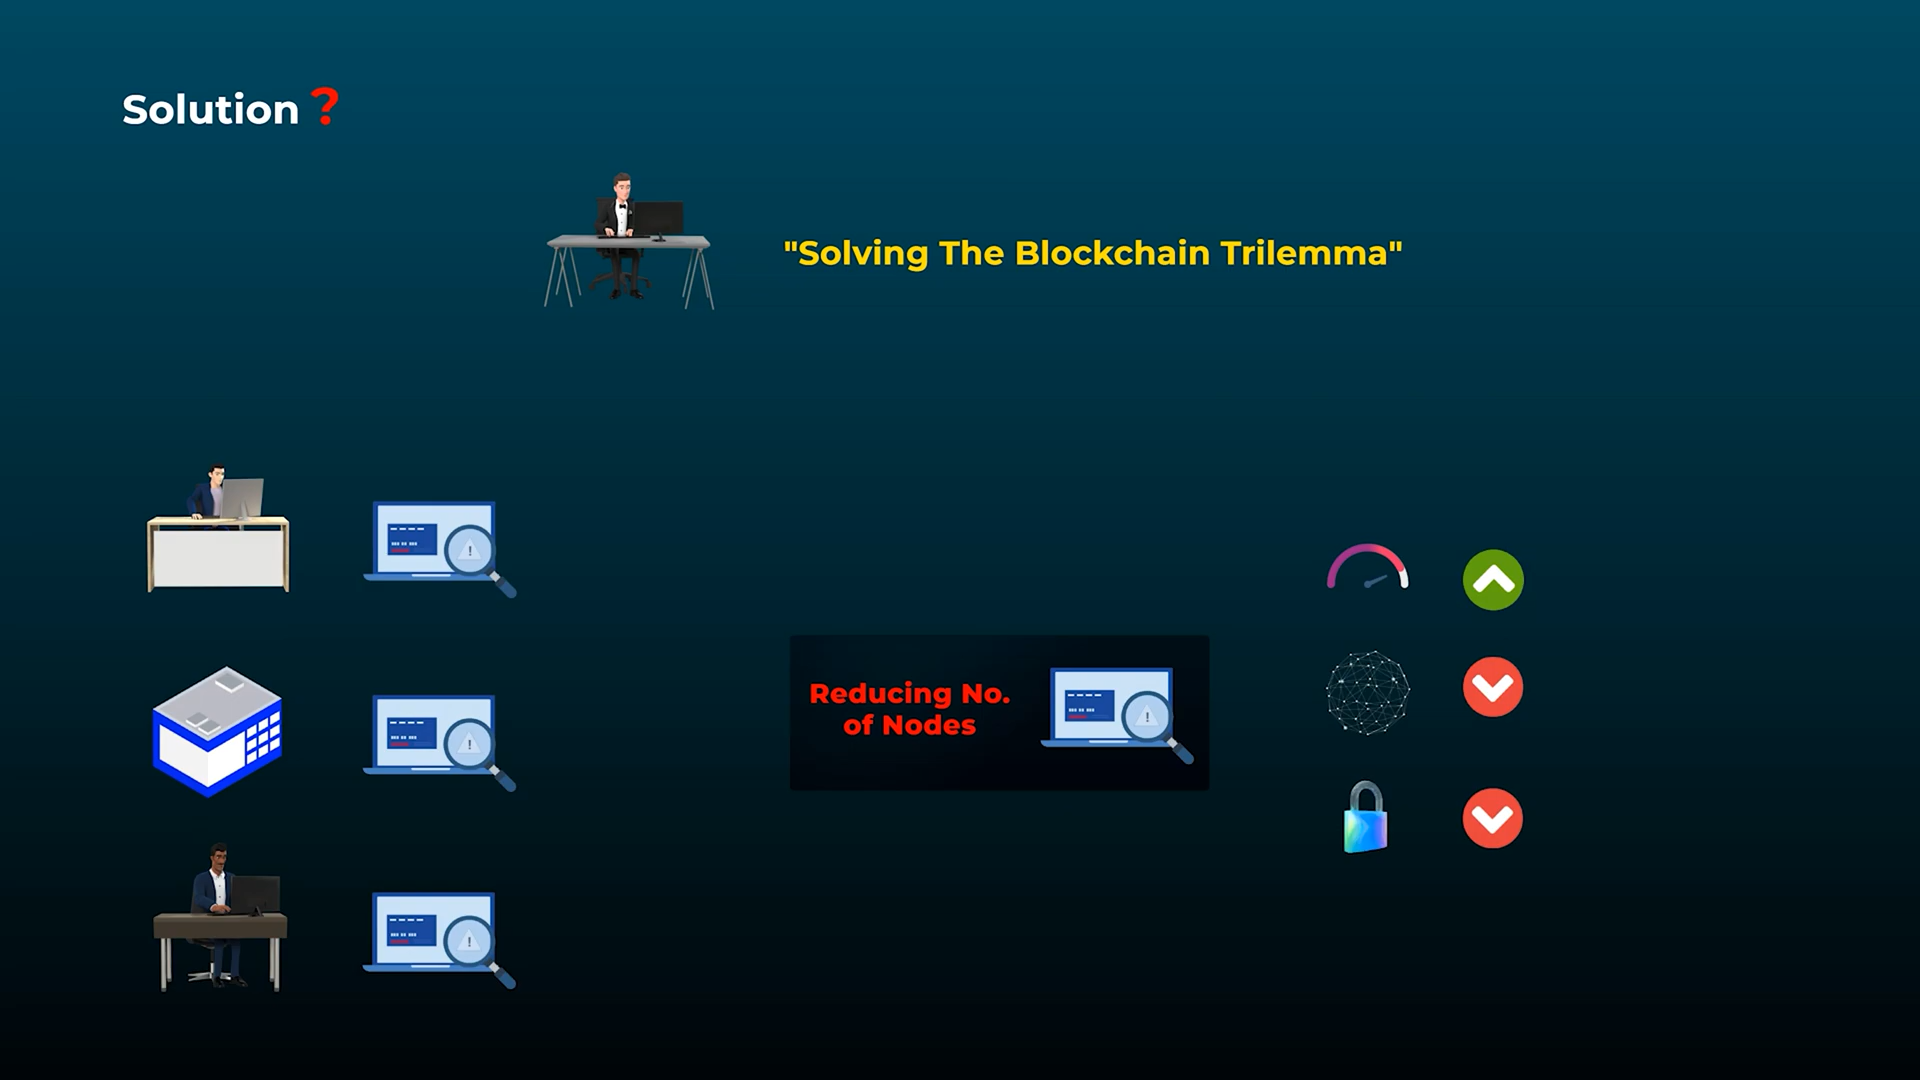 Solution ?
"Solving The Blockchain Trilemma"
Reducing No.
of Nodes